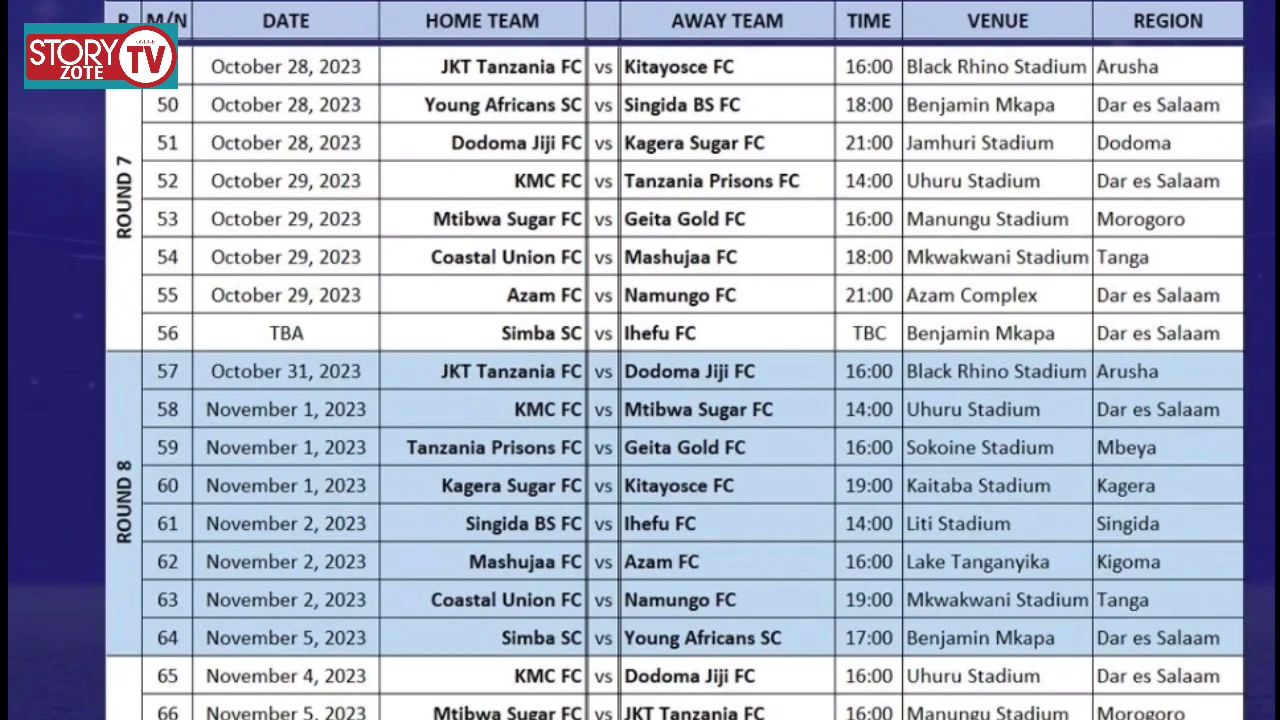 R M/N DATE HOME TEAM AWAY TEAM TIME VENUE REGION
STORY ZOTE ONLINE TV
October 28, 2023 JKT Tanzania FC vs Kitayosce FC 16:00 Black Rhino Stadium Arusha
50 October 28, 2023 Young Africans SC vs Singida BS FC 18:00 Benjamin Mkapa Dar es Salaam
51 October 28, 2023 Dodoma Jiji FC vs Kagera Sugar FC 21:00 Jamhuri Stadium Dodoma
ROUND 7
52 October 29, 2023 KMC FC vs Tanzania Prisons FC 14:00 Uhuru Stadium Dar es Salaam
53 October 29, 2023 Mtibwa Sugar FC vs Geita Gold FC 16:00 Manungu Stadium Morogoro
54 October 29, 2023 Coastal Union FC vs Mashujaa FC 18:00 Mkwakwani Stadium Tanga
55 October 29, 2023 Azam FC vs Namungo FC 21:00 Azam Complex Dar es Salaam
56 TBA Simba SC vs Ihefu FC TBC Benjamin Mkapa Dar es Salaam
57 October 31, 2023 JKT Tanzania FC vs Dodoma Jiji FC 16:00 Black Rhino Stadium Arusha
58 November 1, 2023 KMC FC vs Mtibwa Sugar FC 14:00 Uhuru Stadium Dar es Salaam
59 November 1, 2023 Tanzania Prisons FC vs Geita Gold FC 16:00 Sokoine Stadium Mbeya
ROUND 8
60 November 1, 2023 Kagera Sugar FC vs Kitayosce FC 19:00 Kaitaba Stadium Kagera
61 November 2, 2023 Singida BS FC vs Ihefu FC 14:00 Liti Stadium Singida
62 November 2, 2023 Mashujaa FC vs Azam FC 16:00 Lake Tanganyika Kigoma
63 November 2, 2023 Coastal Union FC vs Namungo FC 19:00 Mkwakwani Stadium Tanga
64 November 5, 2023 Simba SC vs Young Africans SC 17:00 Benjamin Mkapa Dar es Salaam
65 November 4, 2023 KMC FC vs Dodoma Jiji FC 16:00 Uhuru Stadium Dar es Salaam
66 November 5, 2023 Mtibwa Sugar FC vs JKT Tanzania FC 16:00 Manungu Stadium Morogoro